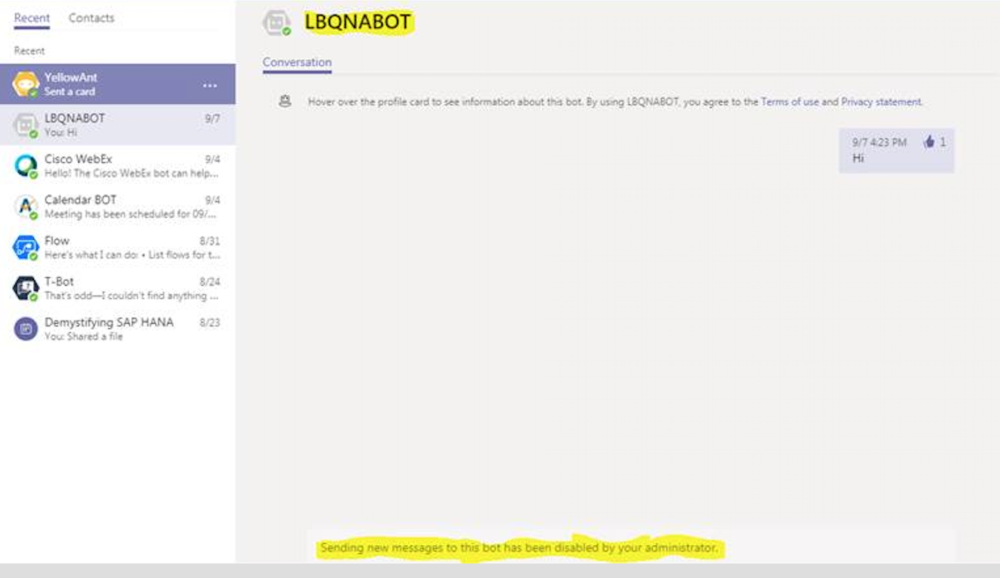 Recent Contacts
Recent
YellowAnt
Sent a card
LBQNABOT 9/7
You: Hi
Cisco WebEx 9/4
Hello! The Cisco WebEx bot can help...
Calendar BOT 9/4
Meeting has been scheduled for 09/...
Flow 8/31
Here's what I can do: • List flows for t...
T-Bot 8/24
That's odd—I couldn't find anything ...
Demystifying SAP HANA 8/23
You: Shared a file
LBQNABOT
Conversation
Hover over the profile card to see information about this bot. By using LBQNABOT, you agree to the Terms of use and Privacy statement.
9/7 4:23 PM 1
Hi
Sending new messages to this bot has been disabled by your administrator.